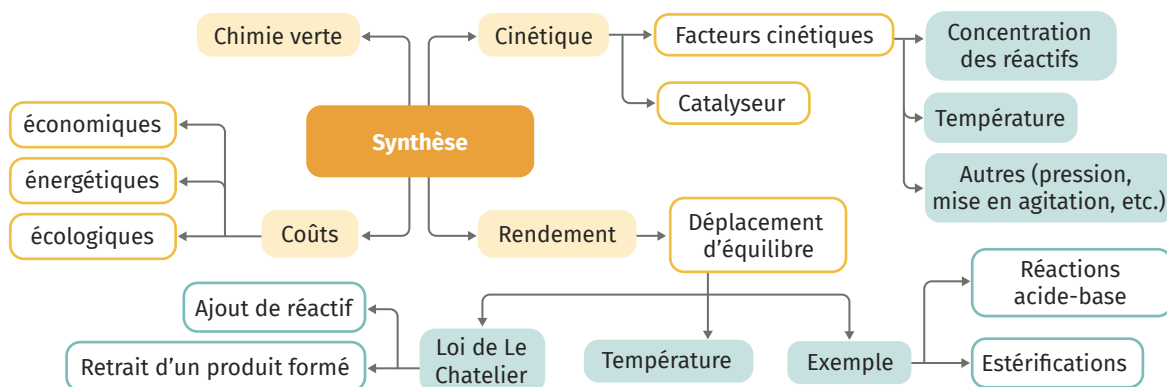 Chimie verte
Cinétique
Facteurs cinétiques
Concentration
des réactifs
Catalyseur
Température
Autres (pression,
mise en agitation, etc.)
Synthèse
économiques
énergétiques
écologiques
Coûts
Rendement
Déplacement
d’équilibre
Réactions
acide-base
Ajout de réactif
Retrait d’un produit formé
Loi de Le
Chatelier
Température
Exemple
Estérifications